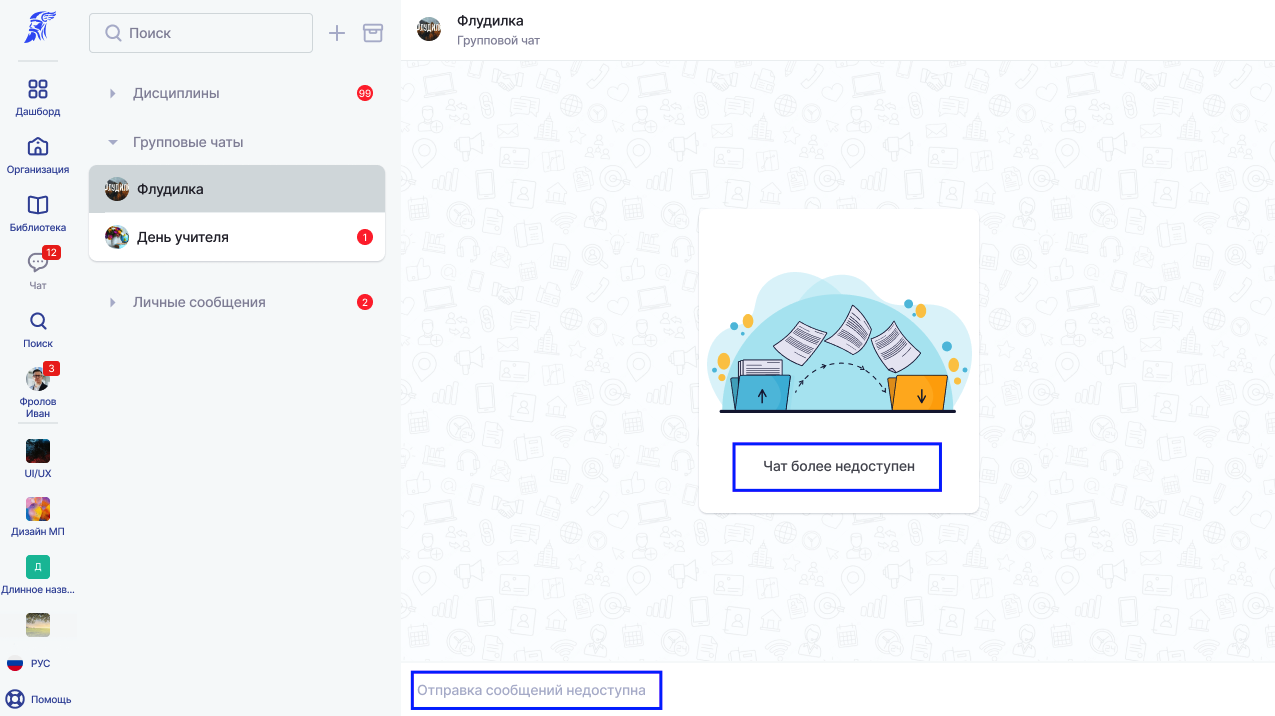 Дашборд
Организация
Библиотека
12
Чат
Поиск
3
Фролов
Иван
UI/UX
Дизайн МП
Д
Длинное назв...
РУС
Помощь
Поиск
Дисциплины
99
Групповые чаты
Флудилка
День учителя
1
Личные сообщения
2
Флудилка
Групповой чат
Чат более недоступен
Отправка сообщений недоступна